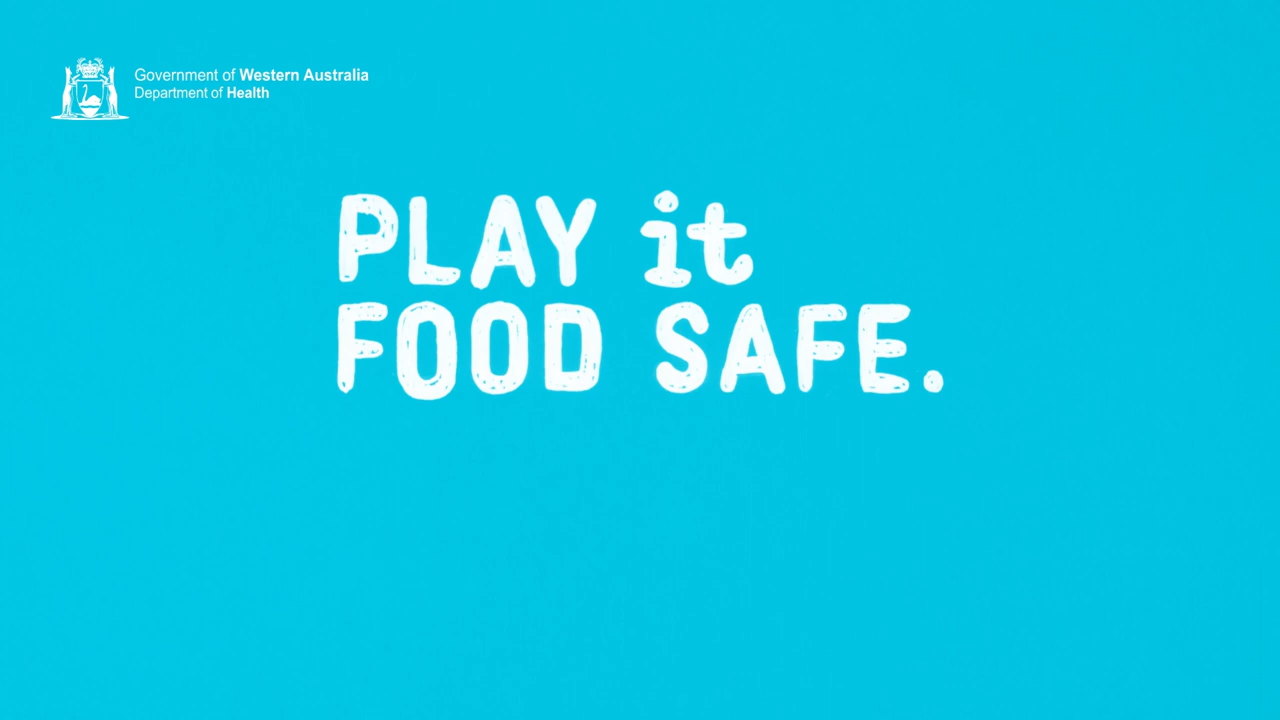 Government of Western Australia
Department of Health
PLAY it
FOOD SAFE.